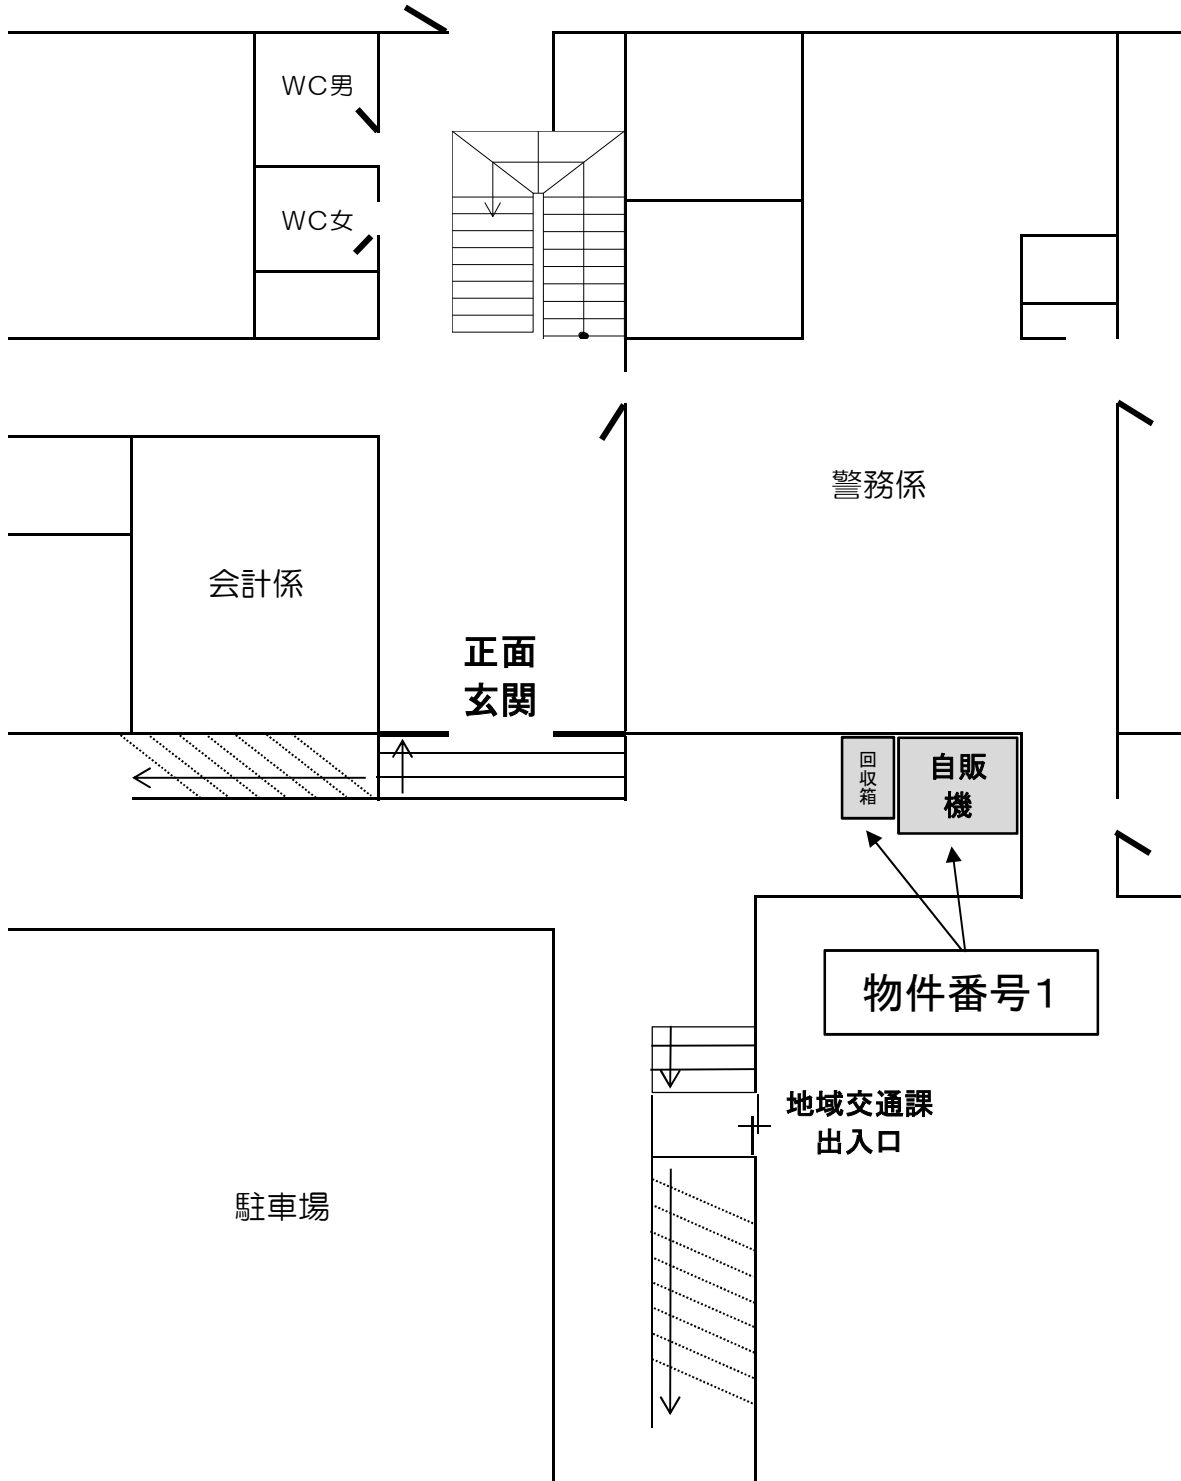 WC男
WC女
警務係
会計係
正面
玄関
回収箱
自販
機
物件番号1
地域交通課
出入口
駐車場